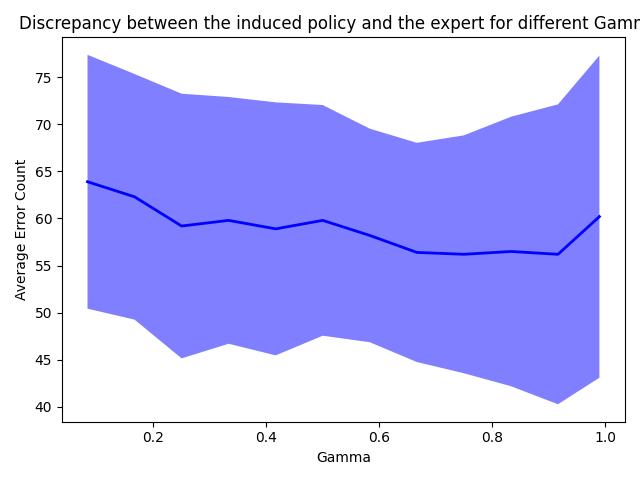 Discrepancy between the induced policy and the expert for different Gamm
75
70
65
60
55
50
45
40
Average Error Count
0.2 0.4 0.6 0.8 1.0
Gamma